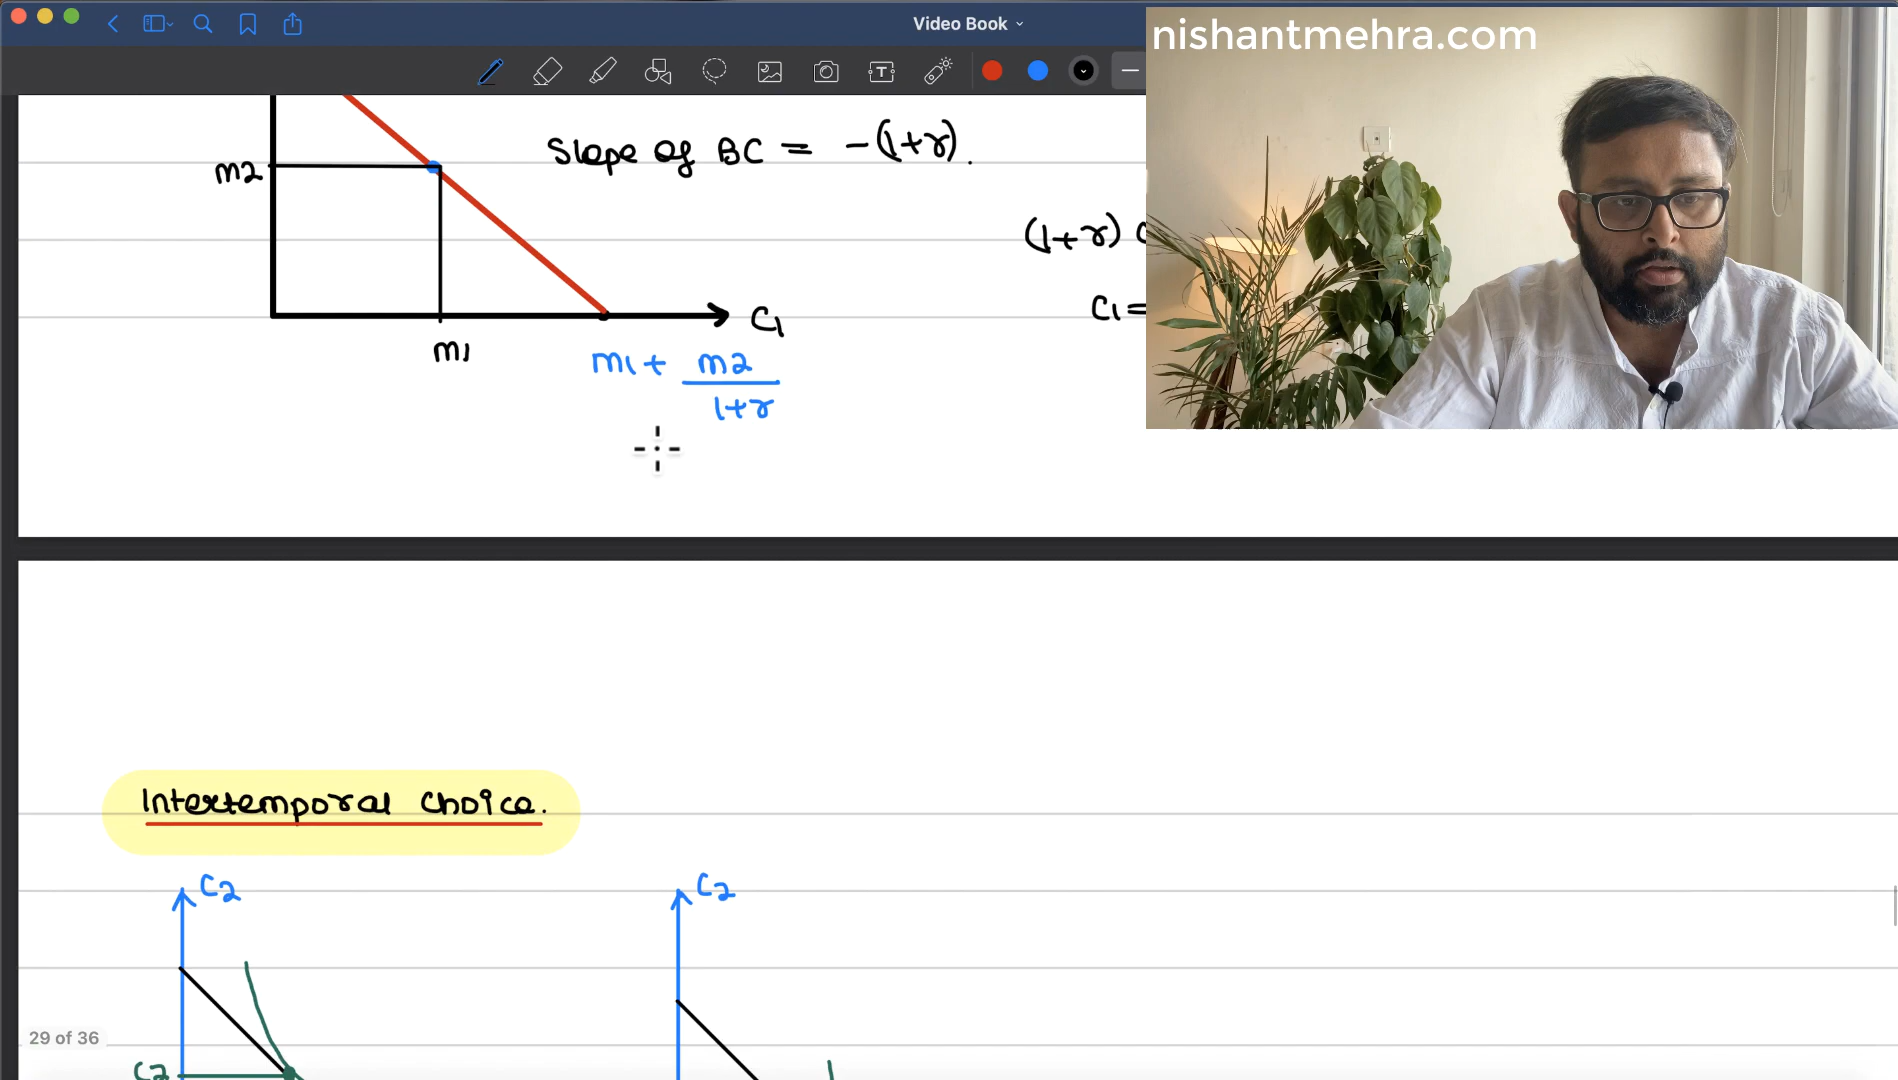 Video Book
nishantmehra.com
Slope of BC = -(1+r).
m2
(1+r) C
C1 =
C1
m1
m1 + m2
1+r
Intertemporal Choice.
C2
C2
29 of 36
C2